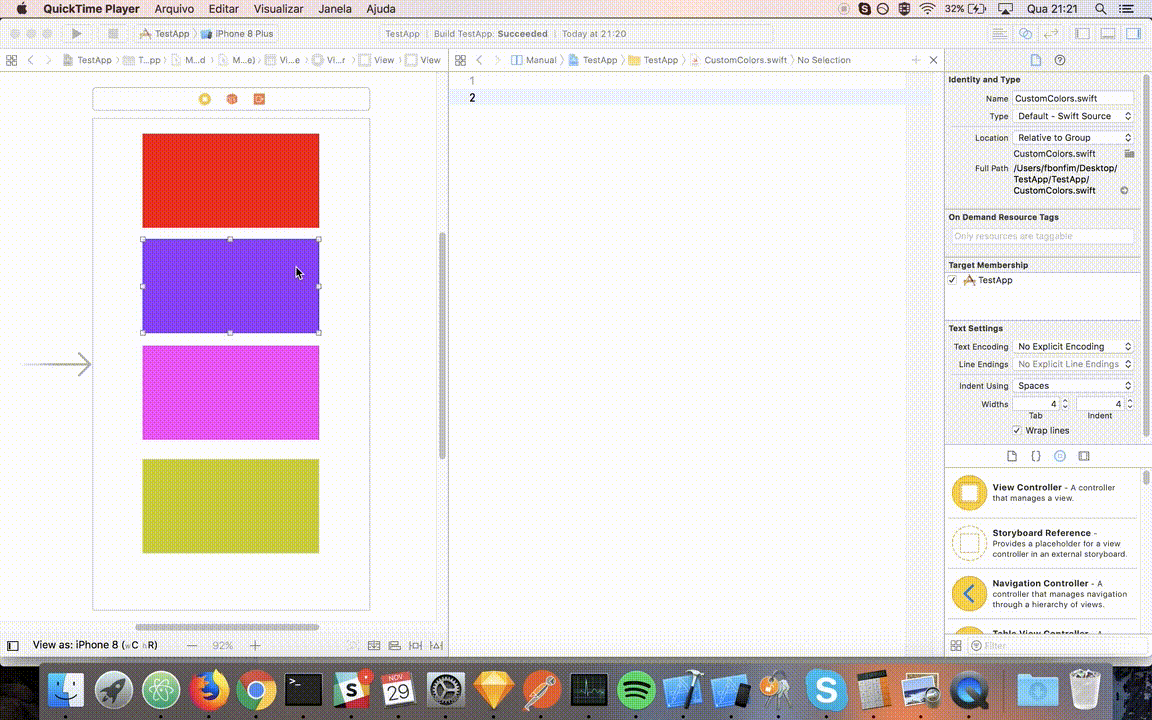 QuickTime Player Arquivo Editar Visualizar Janela Ajuda 32% Qua 21:21
TestApp iPhone 8 Plus TestApp Build TestApp: Succeeded Today at 21:20
TestApp T...pp M...d M...e) Vi...e Vi...r View View Manual TestApp TestApp CustomColors.swift No Selection
1
2
Identity and Type
Name CustomColors.swift
Type Default - Swift Source
Location Relative to Group
CustomColors.swift
Full Path /Users/fbonfim/Desktop/
TestApp/TestApp/
CustomColors.swift
On Demand Resource Tags
Only resources are taggable
Target Membership
TestApp
Text Settings
Text Encoding No Explicit Encoding
Line Endings No Explicit Line Endings
Indent Using Spaces
Widths 4 4
Tab Indent
Wrap lines
View Controller - A controller
that manages a view.
Storyboard Reference -
Provides a placeholder for a view
controller in an external storyboard.
Navigation Controller - A
controller that manages navigation
through a hierarchy of views.
View as: iPhone 8 (wC hR) 92%
Filter
NOV
29